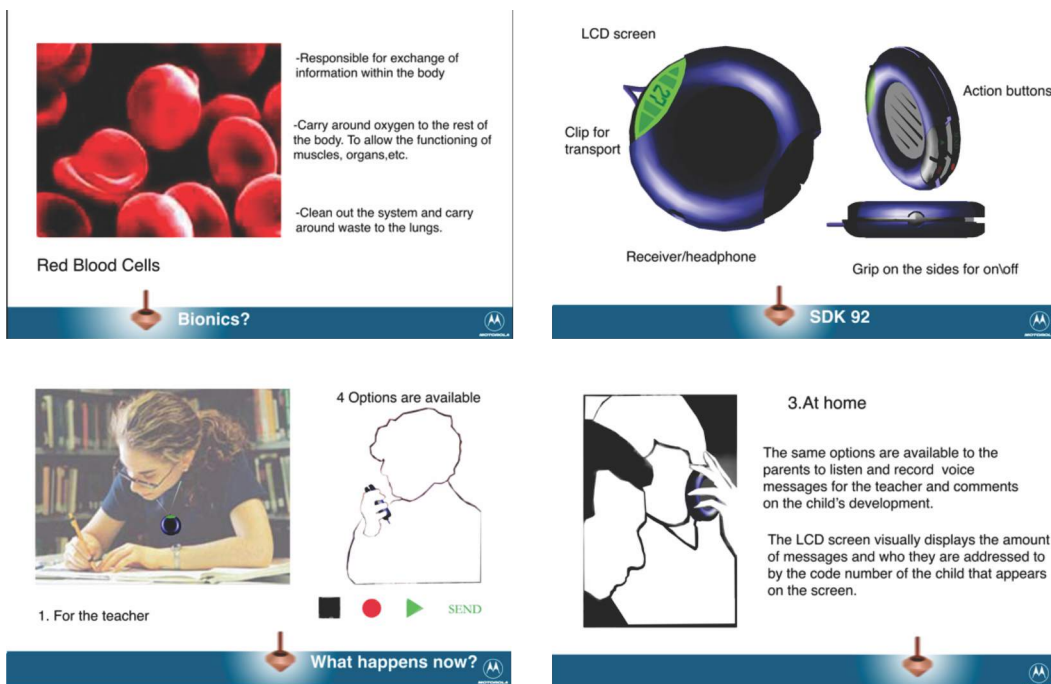 -Responsible for exchange of
information within the body
-Carry around oxygen to the rest of
the body. To allow the functioning of
muscles, organs,etc.
-Clean out the system and carry
around waste to the lungs.
Red Blood Cells
Bionics?
MOTOROLA
LCD screen
27
Action buttons
Clip for
transport
Receiver/headphone
Grip on the sides for on\off
SDK 92
MOTOROLA
4 Options are available
SEND
1. For the teacher
What happens now?
MOTOROLA
3.At home
The same options are available to the
parents to listen and record voice
messages for the teacher and comments
on the child's development.
The LCD screen visually displays the amount
of messages and who they are addressed to
by the code number of the child that appears
on the screen.
MOTOROLA